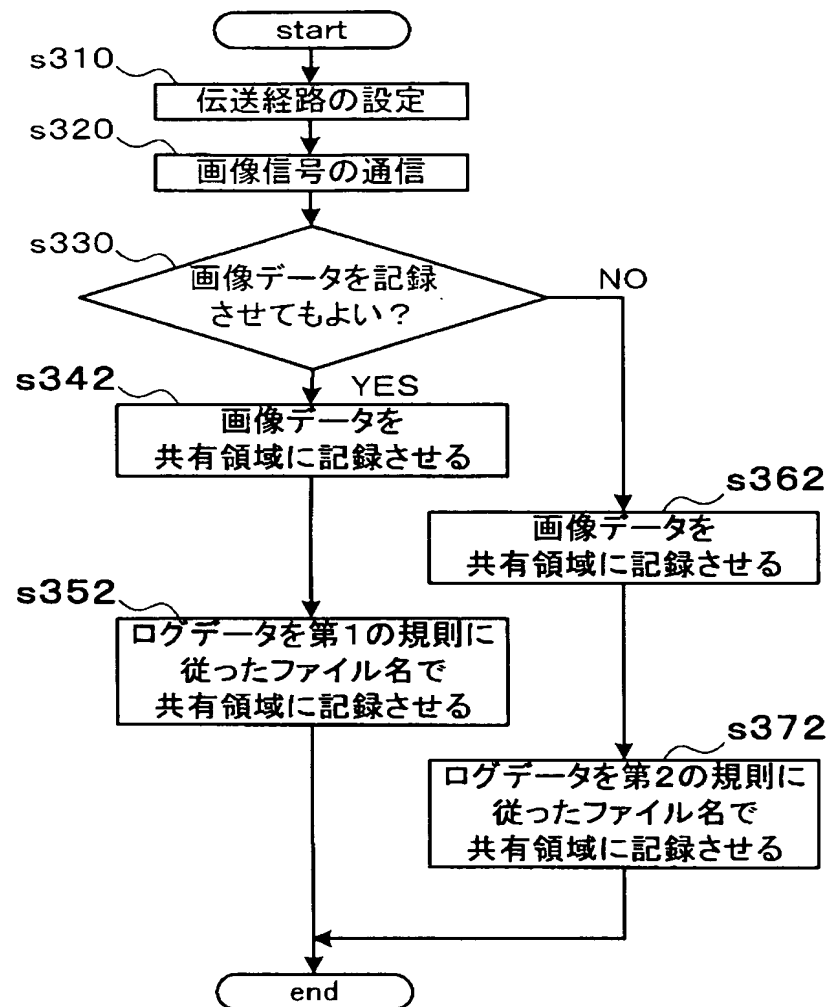 start
s310
伝送経路の設定
s320
画像信号の通信
s330
画像データを記録
させてもよい？
NO
YES
s342
画像データを
共有領域に記録させる
s362
画像データを
共有領域に記録させる
s352
ログデータを第1の規則に
従ったファイル名で
共有領域に記録させる
s372
ログデータを第2の規則に
従ったファイル名で
共有領域に記録させる
end